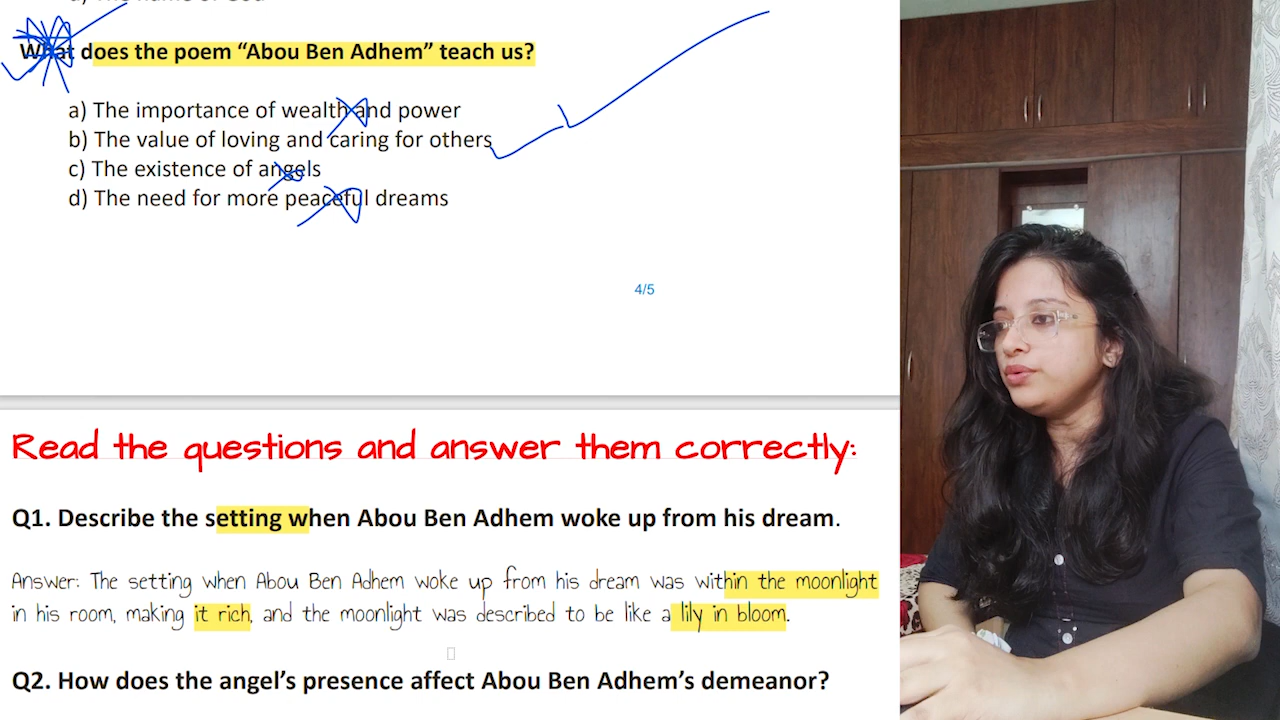 What does the poem “Abou Ben Adhem” teach us?
a) The importance of wealth and power
b) The value of loving and caring for others
c) The existence of angels
d) The need for more peaceful dreams
4/5
Read the questions and answer them correctly:
Q1. Describe the setting when Abou Ben Adhem woke up from his dream.
Answer: The setting when Abou Ben Adhem woke up from his dream was within the moonlight
in his room, making it rich, and the moonlight was described to be like a lily in bloom.
Q2. How does the angel’s presence affect Abou Ben Adhem’s demeanor?